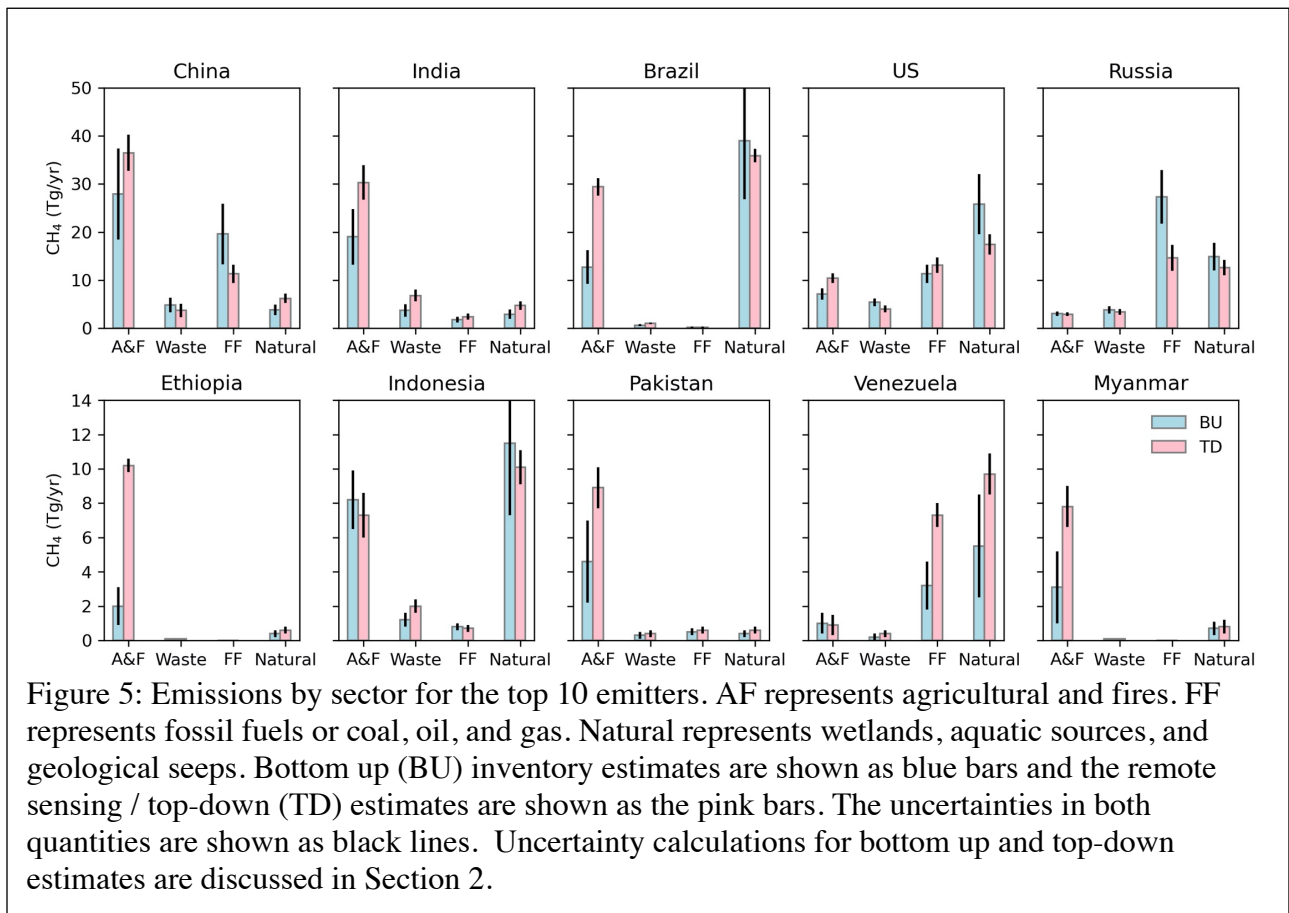 China India Brazil US Russia
50
40
30
20
10
0
CH₄ (Tg/yr)
A&F Waste FF Natural A&F Waste FF Natural A&F Waste FF Natural A&F Waste FF Natural A&F Waste FF Natural
Ethiopia Indonesia Pakistan Venezuela Myanmar
14
12
10
8
6
4
2
0
CH₄ (Tg/yr)
BU
TD
A&F Waste FF Natural A&F Waste FF Natural A&F Waste FF Natural A&F Waste FF Natural A&F Waste FF Natural
Figure 5: Emissions by sector for the top 10 emitters. AF represents agricultural and fires. FF
represents fossil fuels or coal, oil, and gas. Natural represents wetlands, aquatic sources, and
geological seeps. Bottom up (BU) inventory estimates are shown as blue bars and the remote
sensing / top-down (TD) estimates are shown as the pink bars. The uncertainties in both
quantities are shown as black lines.  Uncertainty calculations for bottom up and top-down
estimates are discussed in Section 2.